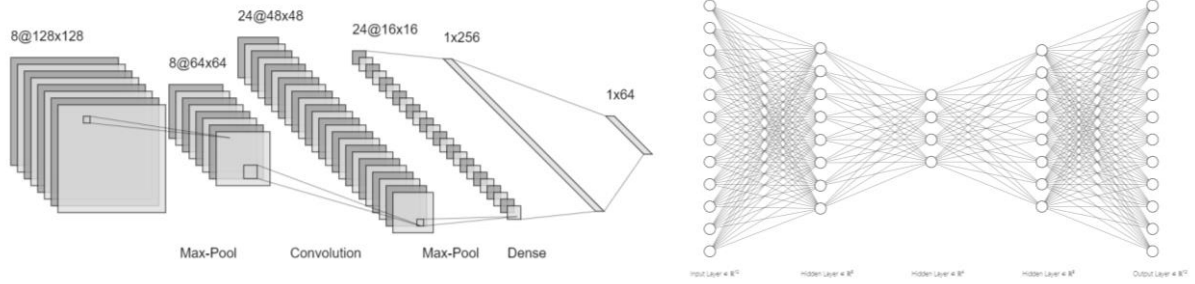 8@128x128
8@64x64
24@48x48
24@16x16
1x256
1x64
Max-Pool
Convolution
Max-Pool
Dense
Input Layer ∈ ℝ¹²
Hidden Layer ∈ ℝ⁸
Hidden Layer ∈ ℝ⁴
Hidden Layer ∈ ℝ⁸
Output Layer ∈ ℝ¹²